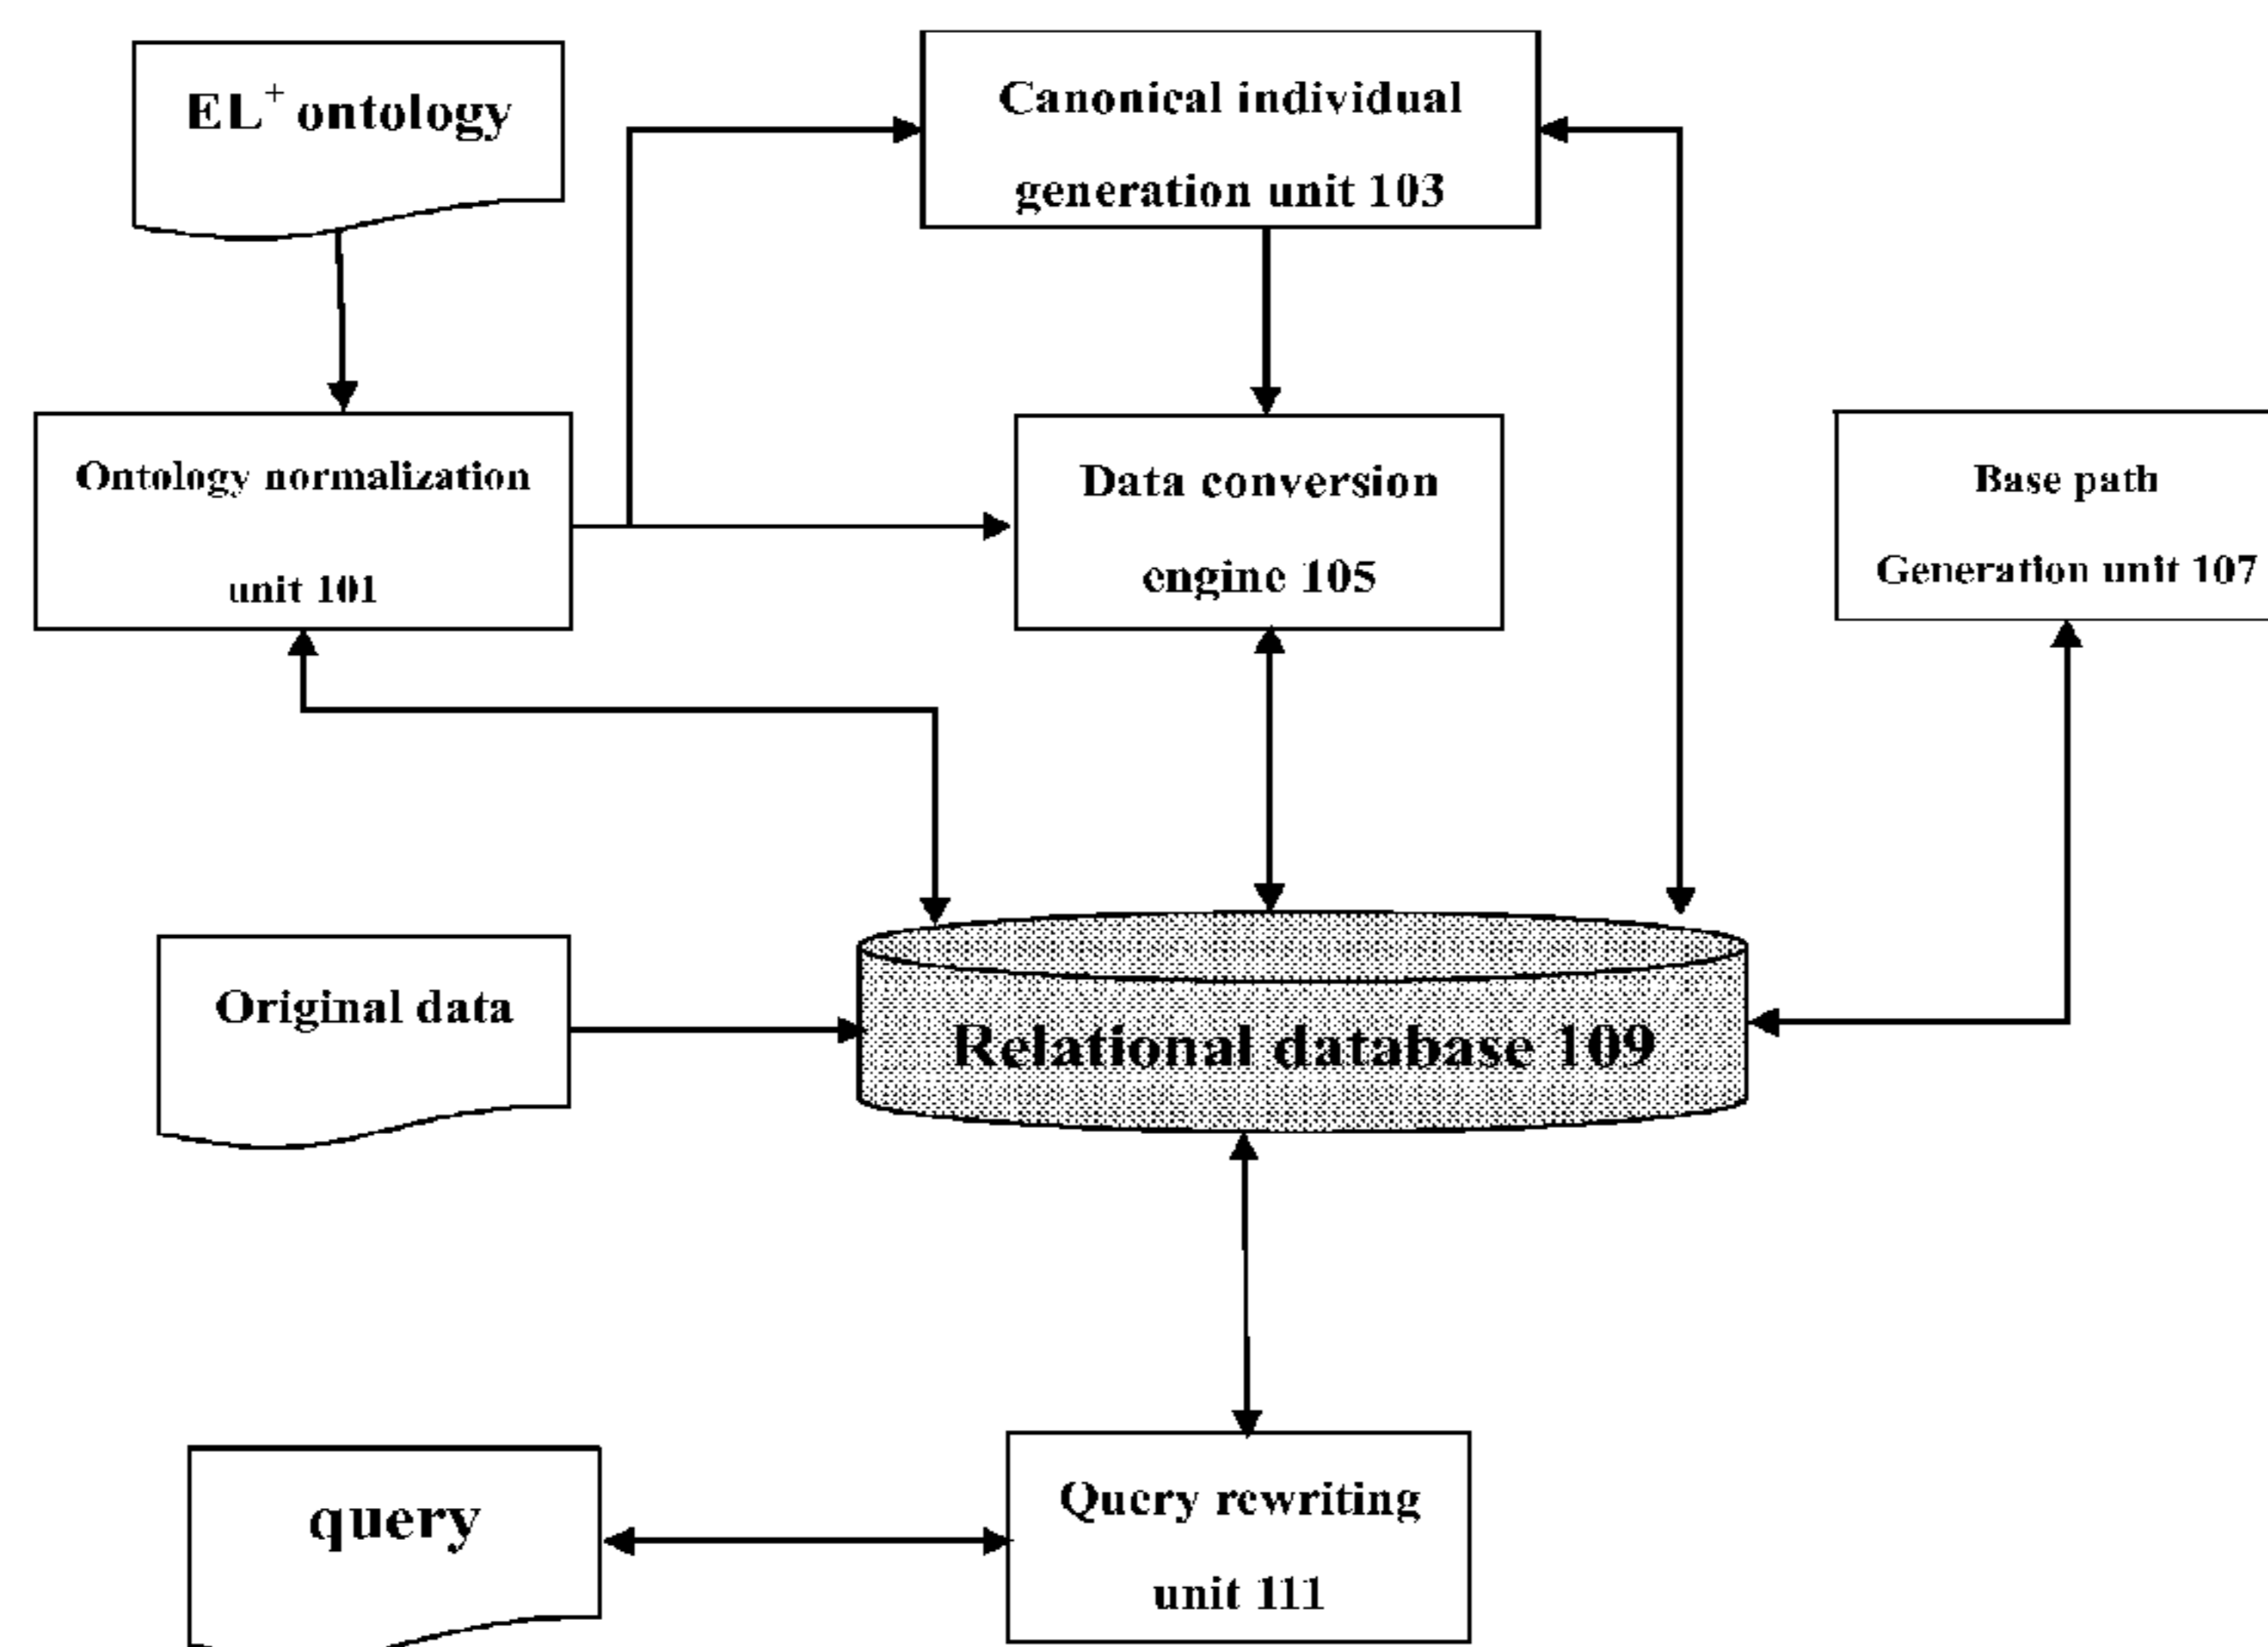 EL+ ontology
Canonical individual
generation unit 103
Ontology normalization
unit 101
Data conversion
engine 105
Base path
Generation unit 107
Original data
Relational database 109
query
Query rewriting
unit 111